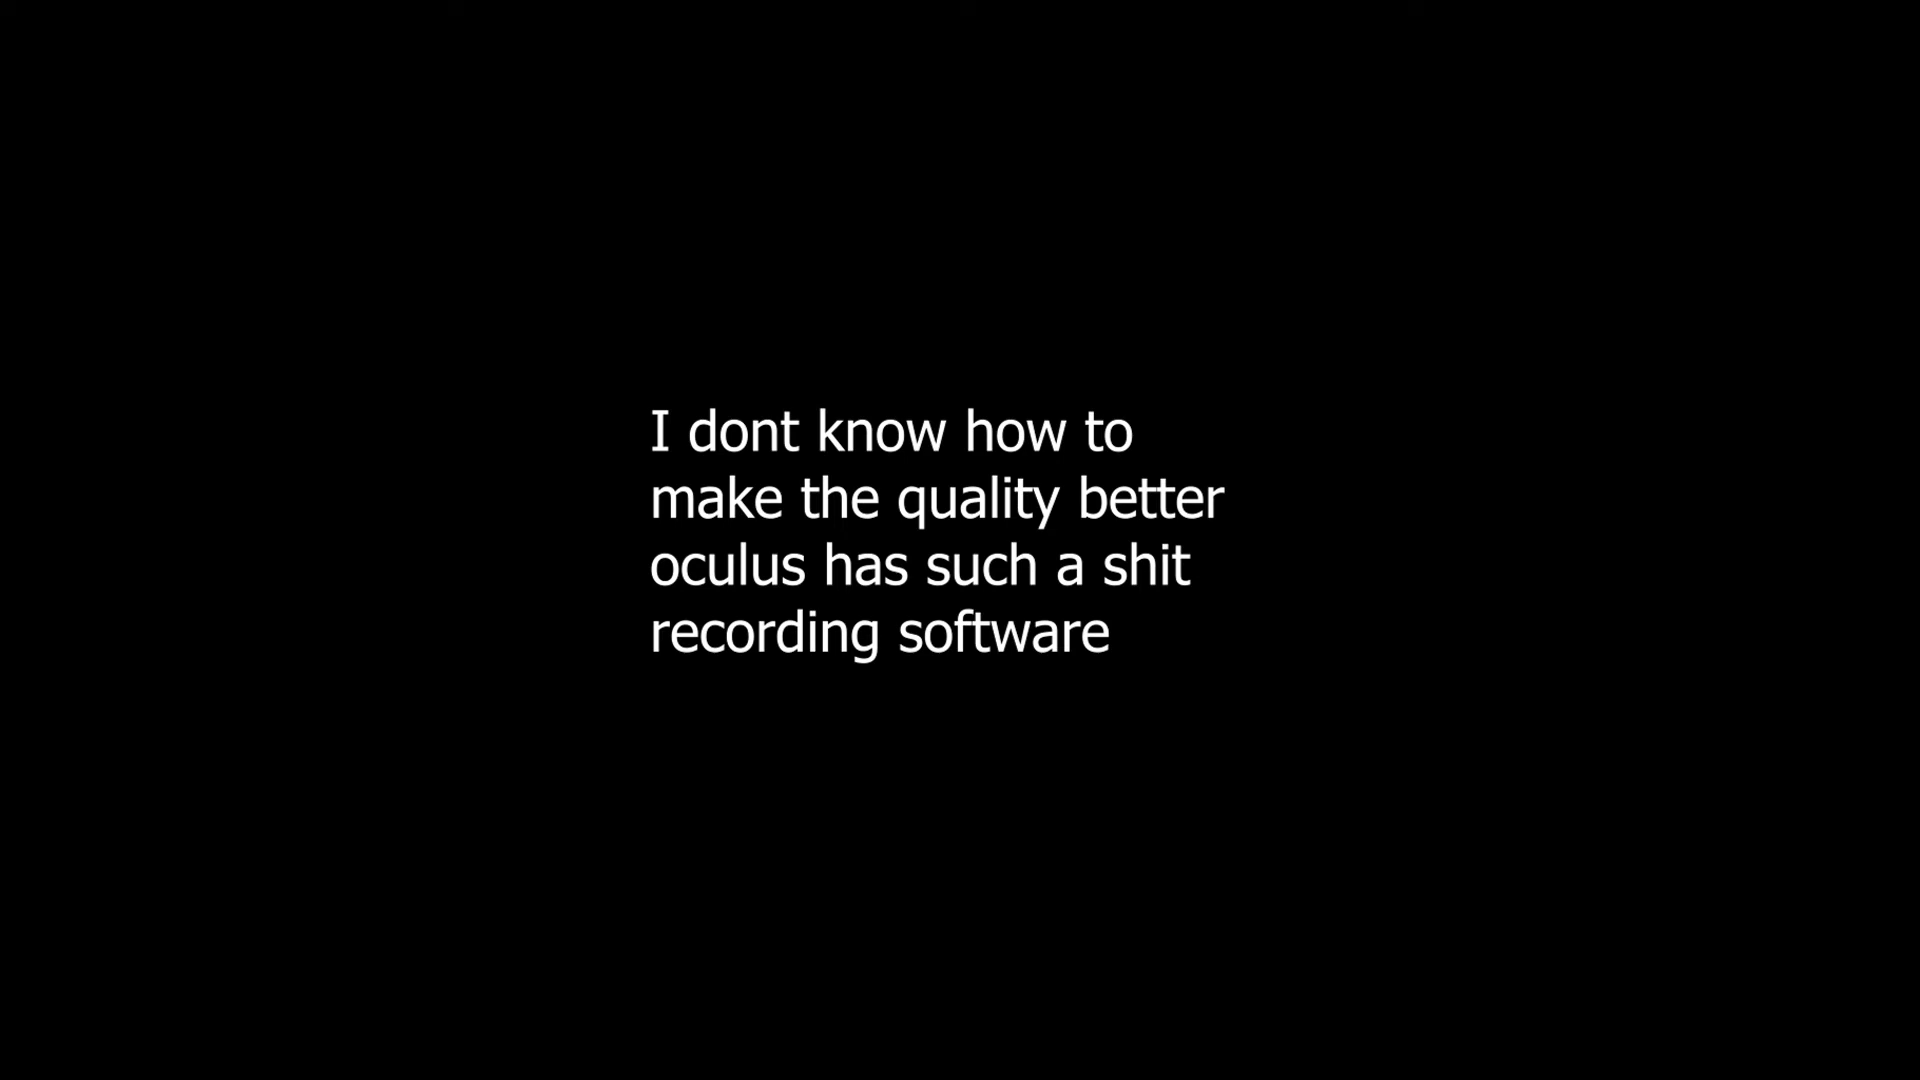 I dont know how to
make the quality better
oculus has such a shit
recording software